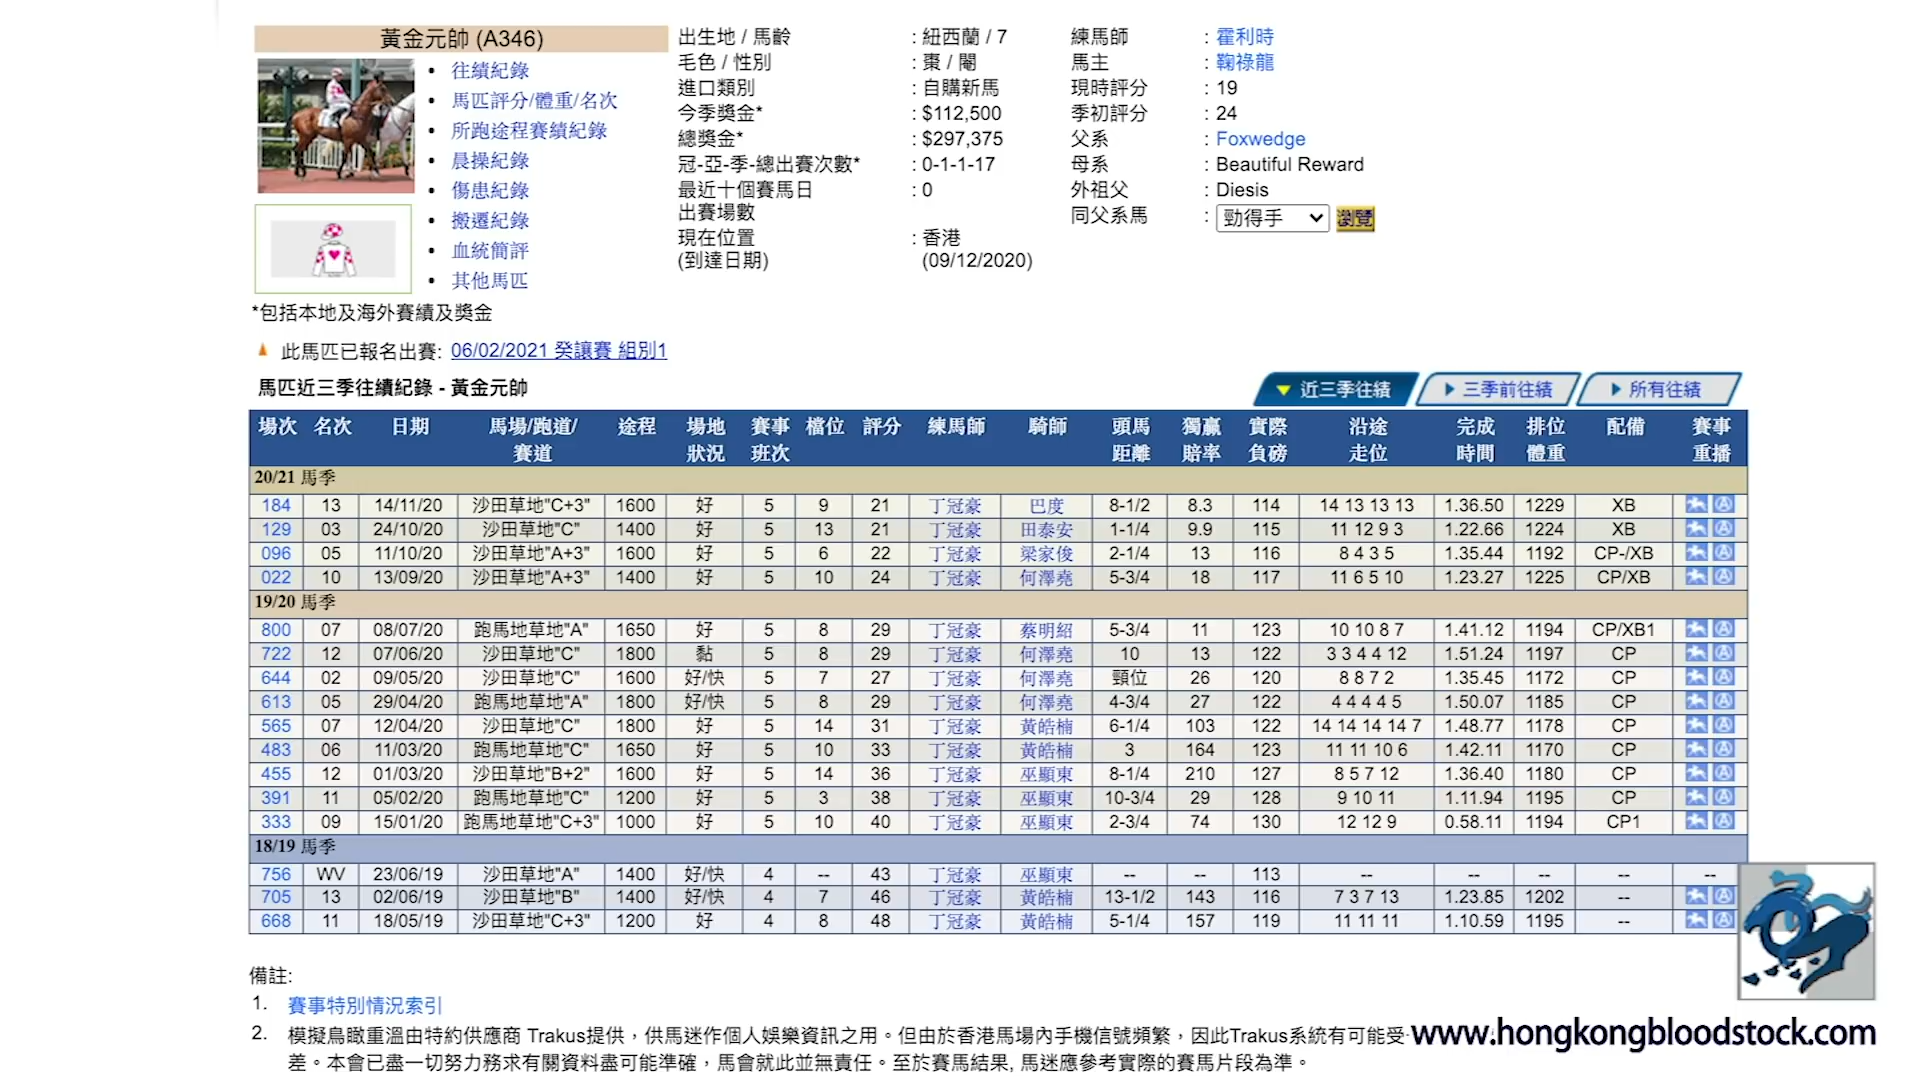 黃金元帥 (A346)
• 往績紀錄
• 馬匹評分/體重/名次
• 所跑途程賽績紀錄
• 晨操紀錄
• 傷患紀錄
• 搬遷紀錄
• 血統簡評
• 其他馬匹
出生地 / 馬齡 : 紐西蘭 / 7
毛色 / 性別 : 棗 / 閹
進口類別 : 自購新馬
今季獎金* : $112,500
總獎金* : $297,375
冠-亞-季-總出賽次數* : 0-1-1-17
最近十個賽馬日 : 0
出賽場數
現在位置 : 香港
(到達日期) (09/12/2020)
練馬師 : 霍利時
馬主 : 鞠祿龍
現時評分 : 19
季初評分 : 24
父系 : Foxwedge
母系 : Beautiful Reward
外祖父 : Diesis
同父系馬 : 勁得手 瀏覽
*包括本地及海外賽績及獎金
此馬匹已報名出賽: 06/02/2021 癸讓賽 組別1
馬匹近三季往績紀錄 - 黃金元帥
近三季往績 三季前往績 所有往績
場次 名次 日期 馬場/跑道/ 途程 場地 賽事 檔位 評分 練馬師 騎師 頭馬 獨贏 實際 沿途 完成 排位 配備 賽事
賽道 狀況 班次 距離 賠率 負磅 走位 時間 體重 重播
20/21 馬季
184 13 14/11/20 沙田草地"C+3" 1600 好 5 9 21 丁冠豪 巴度 8-1/2 8.3 114 14 13 13 13 1.36.50 1229 XB
129 03 24/10/20 沙田草地"C" 1400 好 5 13 21 丁冠豪 田泰安 1-1/4 9.9 115 11 12 9 3 1.22.66 1224 XB
096 05 11/10/20 沙田草地"A+3" 1600 好 5 6 22 丁冠豪 梁家俊 2-1/4 13 116 8 4 3 5 1.35.44 1192 CP-/XB
022 10 13/09/20 沙田草地"A+3" 1400 好 5 10 24 丁冠豪 何澤堯 5-3/4 18 117 11 6 5 10 1.23.27 1225 CP/XB
19/20 馬季
800 07 08/07/20 跑馬地草地"A" 1650 好 5 8 29 丁冠豪 蔡明紹 5-3/4 11 123 10 10 8 7 1.41.12 1194 CP/XB1
722 12 07/06/20 沙田草地"C" 1800 黏 5 8 29 丁冠豪 何澤堯 10 13 122 3 3 4 4 12 1.51.24 1197 CP
644 02 09/05/20 沙田草地"C" 1600 好/快 5 7 27 丁冠豪 何澤堯 頸位 26 120 8 8 7 2 1.35.45 1172 CP
613 05 29/04/20 跑馬地草地"A" 1800 好/快 5 8 29 丁冠豪 何澤堯 4-3/4 27 122 4 4 4 4 5 1.50.07 1185 CP
565 07 12/04/20 沙田草地"C" 1800 好 5 14 31 丁冠豪 黃皓楠 6-1/4 103 122 14 14 14 14 7 1.48.77 1178 CP
483 06 11/03/20 跑馬地草地"C" 1650 好 5 10 33 丁冠豪 黃皓楠 3 164 123 11 11 10 6 1.42.11 1170 CP
455 12 01/03/20 沙田草地"B+2" 1600 好 5 14 36 丁冠豪 巫顯東 8-1/4 210 127 8 5 7 12 1.36.40 1180 CP
391 11 05/02/20 跑馬地草地"C" 1200 好 5 3 38 丁冠豪 巫顯東 10-3/4 29 128 9 10 11 1.11.94 1195 CP
333 09 15/01/20 跑馬地草地"C+3" 1000 好 5 10 40 丁冠豪 巫顯東 2-3/4 74 130 12 12 9 0.58.11 1194 CP1
18/19 馬季
756 WV 23/06/19 沙田草地"A" 1400 好/快 4 -- 43 丁冠豪 巫顯東 -- -- 113 -- -- -- -- --
705 13 02/06/19 沙田草地"B" 1400 好/快 4 7 46 丁冠豪 黃皓楠 13-1/2 143 116 7 3 7 13 1.23.85 1202 --
668 11 18/05/19 沙田草地"C+3" 1200 好 4 8 48 丁冠豪 黃皓楠 5-1/4 157 119 11 11 11 1.10.59 1195 --
備註:
1. 賽事特別情況索引
2. 模擬鳥瞰重溫由特約供應商 Trakus提供，供馬迷作個人娛樂資訊之用。但由於香港馬場內手機信號頻繁，因此Trakus系統有可能受
差。本會已盡一切努力務求有關資料盡可能準確，馬會就此並無責任。至於賽馬結果, 馬迷應參考實際的賽馬片段為準。
www.hongkongbloodstock.com